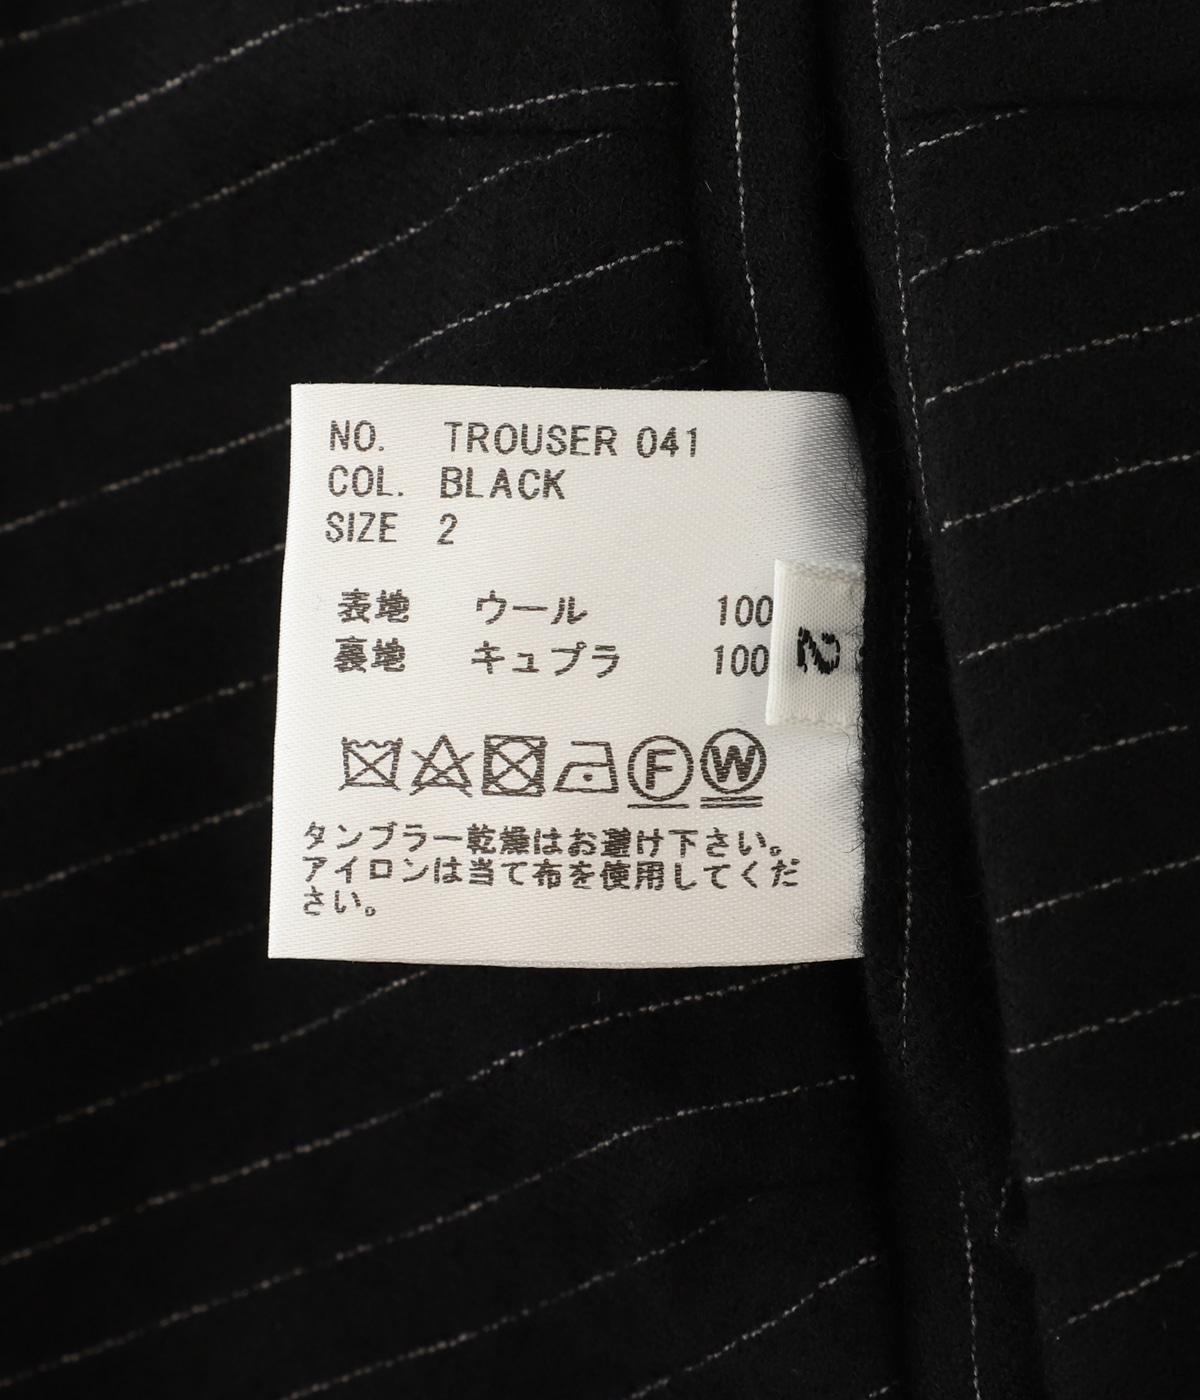 NO. TROUSER 041
COL. BLACK
SIZE 2
表地 ウール 100
裏地 キュプラ 100
2
F W
タンブラー乾燥はお避け下さい。
アイロンは当て布を使用してくだ
さい。